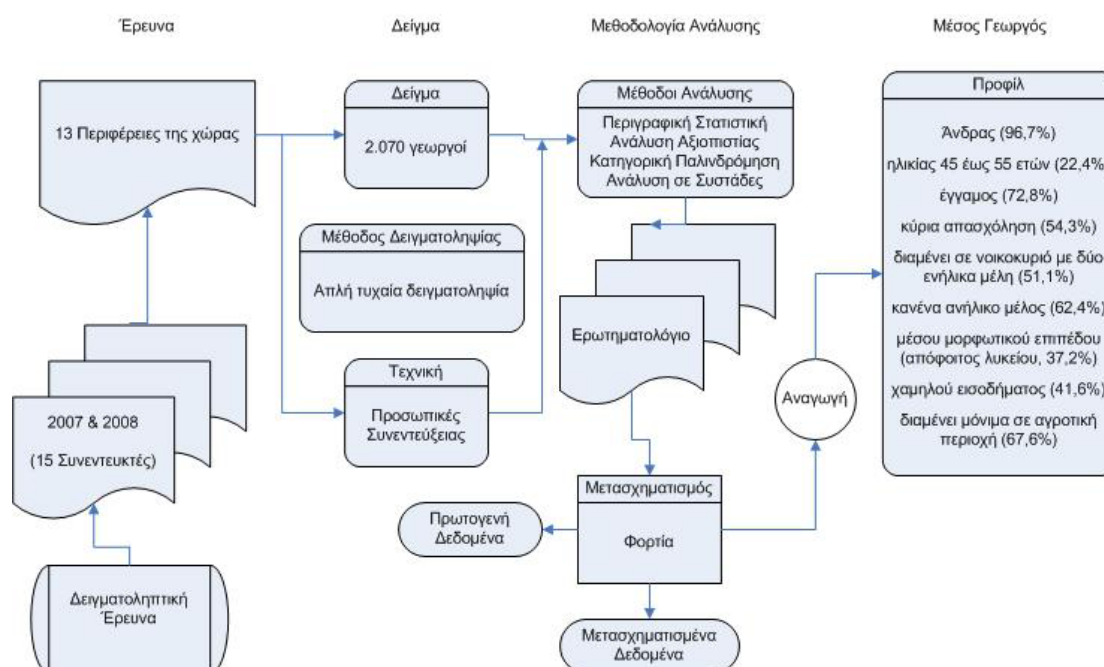 Έρευνα
Δείγμα
Μεθοδολογία Ανάλυσης
Μέσος Γεωργός
13 Περιφέρειες της χώρας
2007 & 2008
(15 Συνεντευκτές)
Δειγματοληπτική
Έρευνα
Δείγμα
2.070 γεωργοί
Μέθοδος Δειγματοληψίας
Απλή τυχαία δειγματοληψία
Τεχνική
Προσωπικές
Συνεντεύξειας
Μέθοδοι Ανάλυσης
Περιγραφική Στατιστική
Ανάλυση Αξιοπιστίας
Κατηγορική Παλινδρόμηση
Ανάλυση σε Συστάδες
Ερωτηματολόγιο
Μετασχηματισμός
Φορτία
Πρωτογενή
Δεδομένα
Μετασχηματισμένα
Δεδομένα
Αναγωγή
Προφίλ
Άνδρας (96,7%)
ηλικίας 45 έως 55 ετών (22,4%
έγγαμος (72,8%)
κύρια απασχόληση (54,3%)
διαμένει σε νοικοκυριό με δύο
ενήλικα μέλη (51,1%)
κανένα ανήλικο μέλος (62,4%)
μέσου μορφωτικού επιπέδου
(απόφοιτος λυκείου, 37,2%)
χαμηλού εισοδήματος (41,6%)
διαμένει μόνιμα σε αγροτική
περιοχή (67,6%)